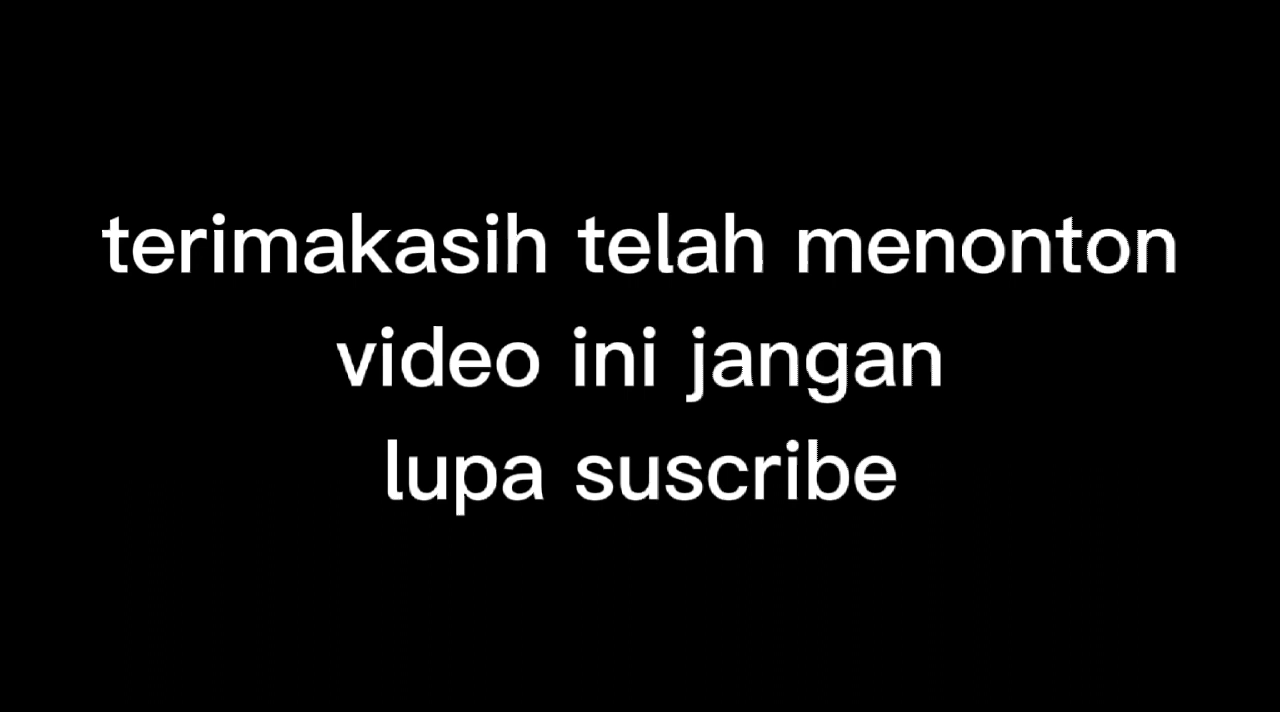 terimakasih telah menonton
video ini jangan
lupa suscribe